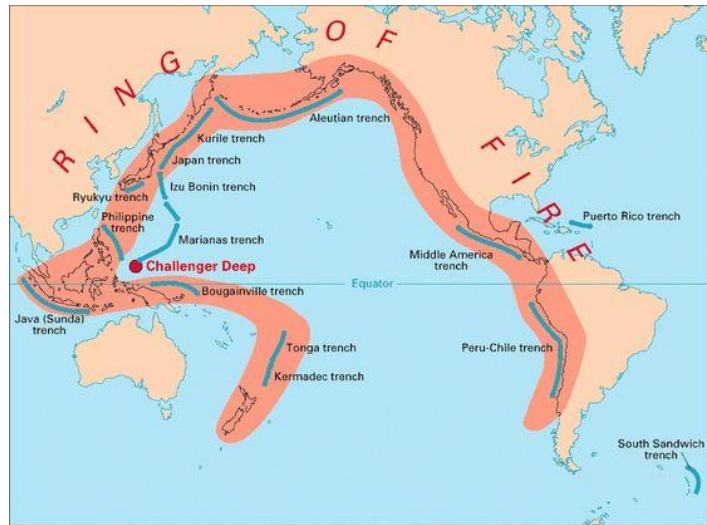 RING OF FIRE
Kurile trench
Aleutian trench
Japan trench
Izu Bonin trench
Ryukyu trench
Philippine
trench
Marianas trench
Challenger Deep
Bougainville trench
Java (Sunda)
trench
Equator
Tonga trench
Kermadec trench
Puerto Rico trench
Middle America
trench
Peru-Chile trench
South Sandwich
trench